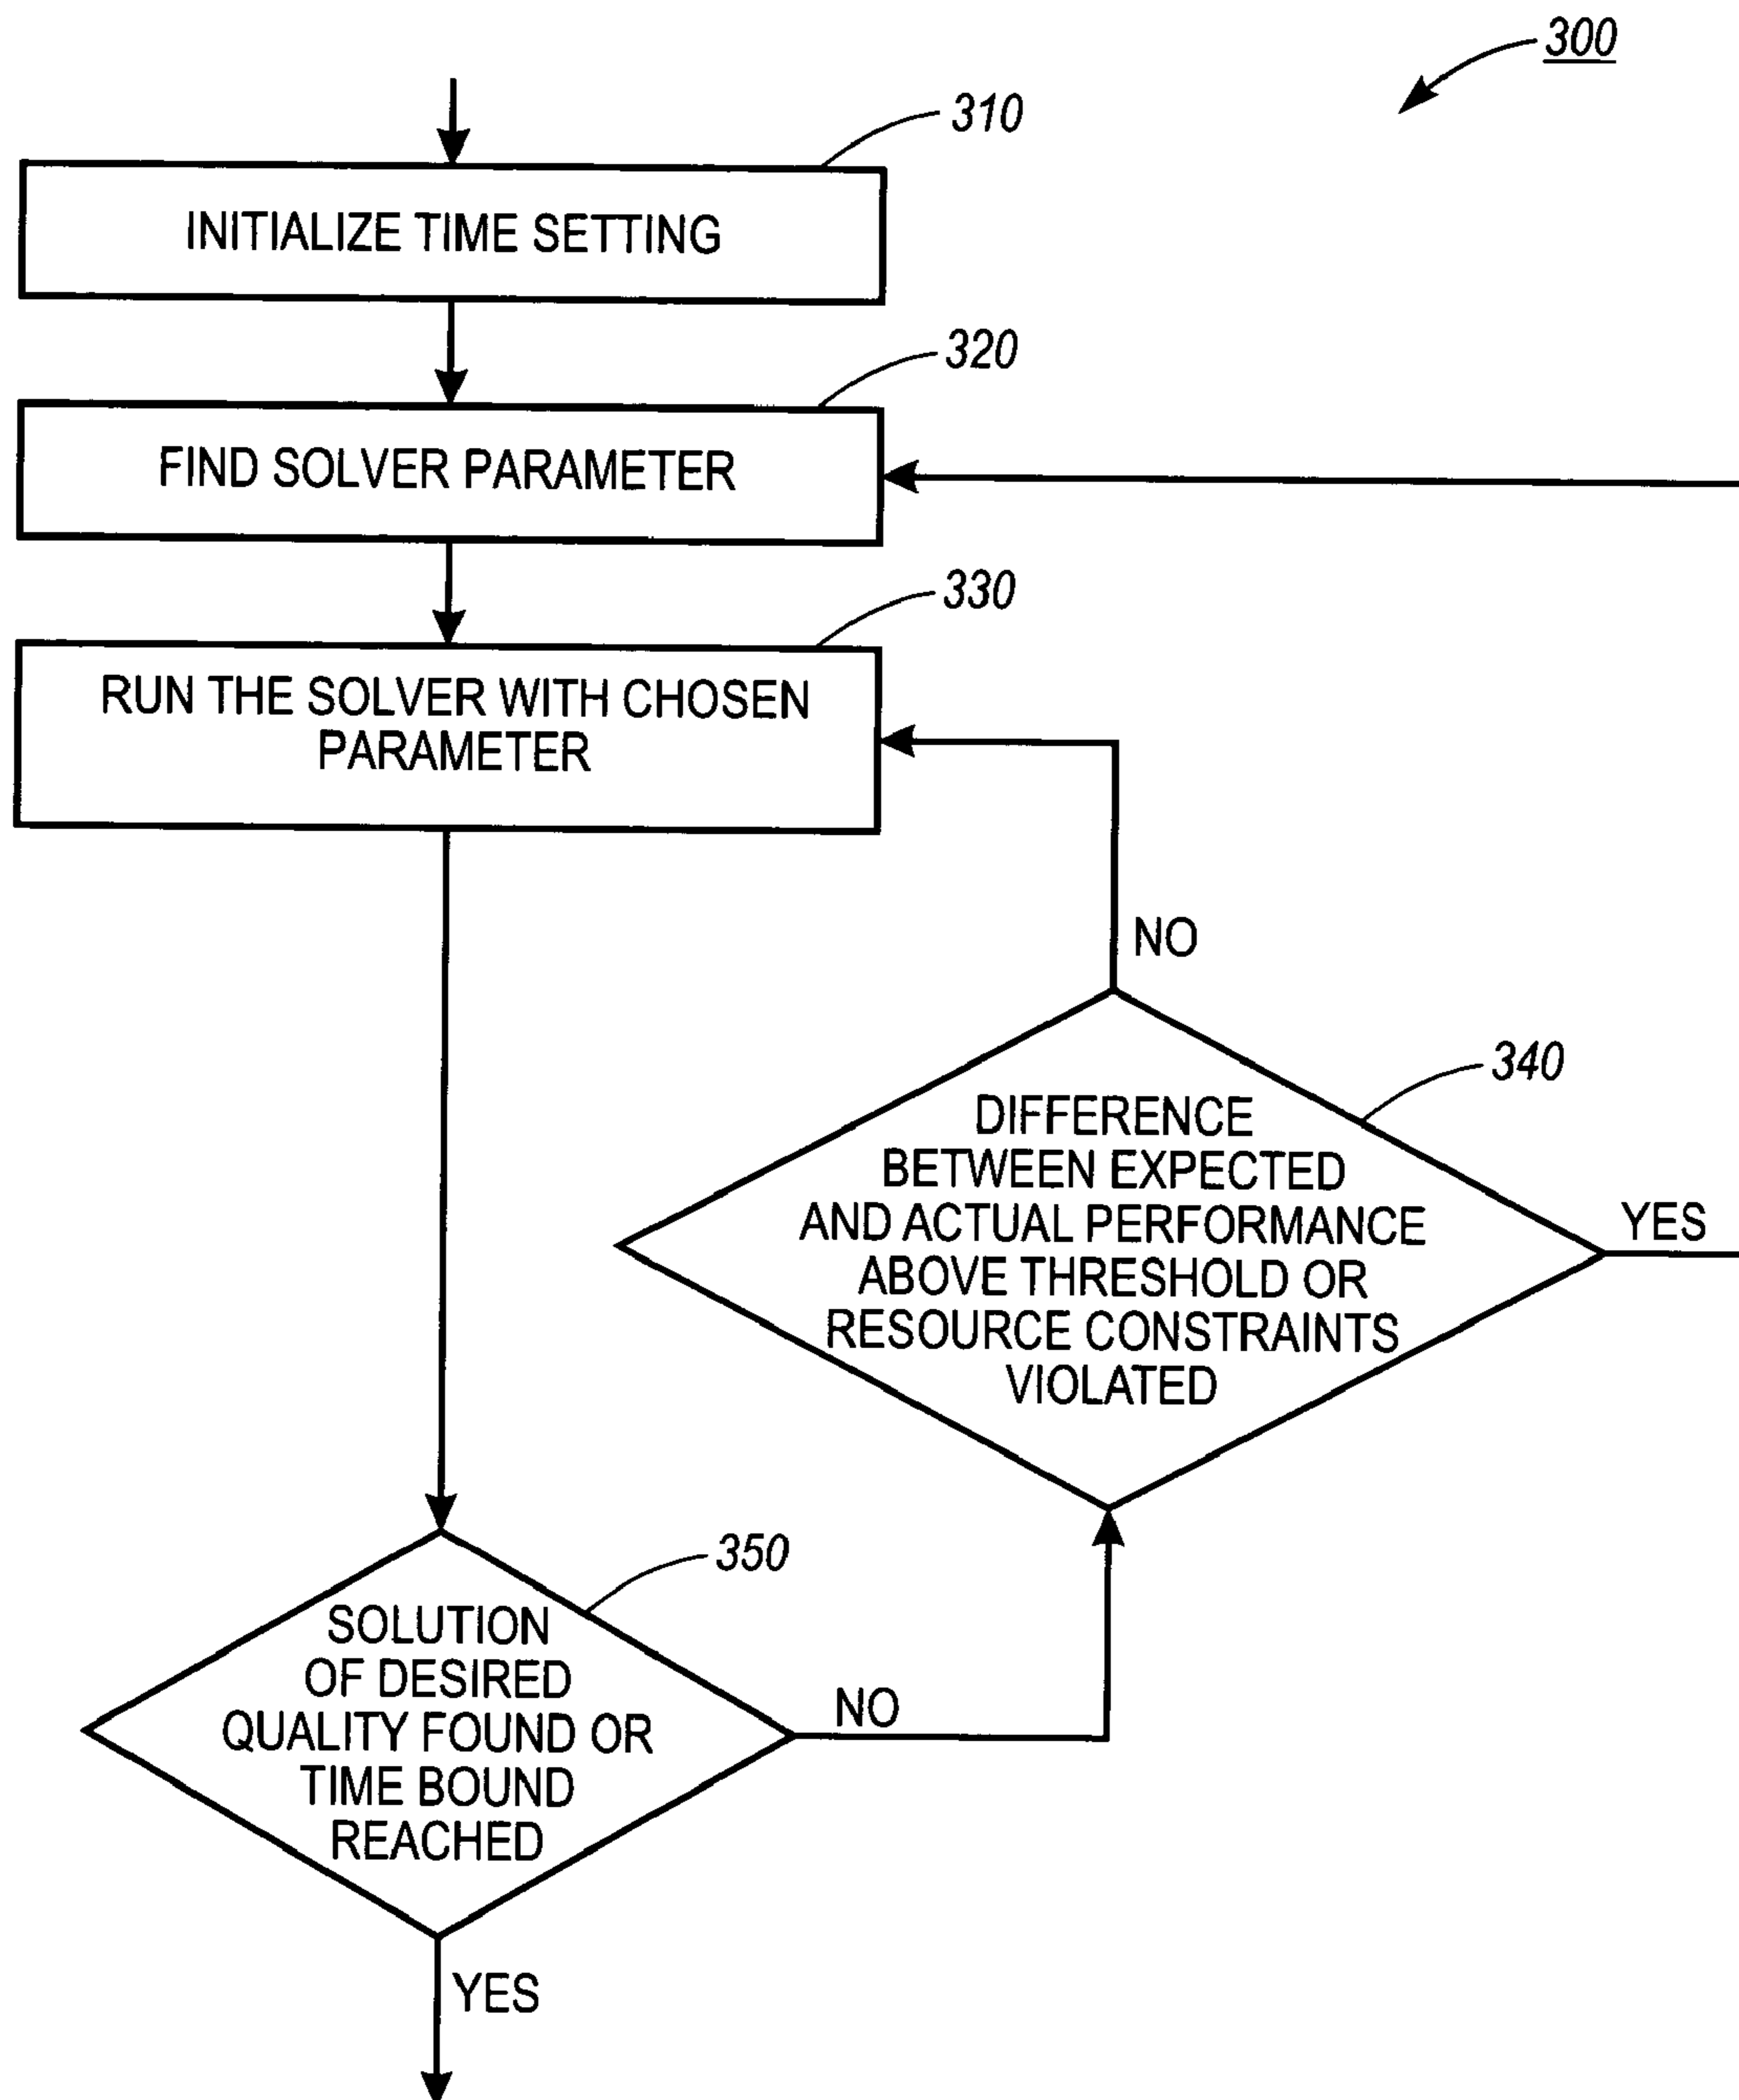 300
310
INITIALIZE TIME SETTING
320
FIND SOLVER PARAMETER
330
RUN THE SOLVER WITH CHOSEN
PARAMETER
NO
340
DIFFERENCE
BETWEEN EXPECTED
AND ACTUAL PERFORMANCE
ABOVE THRESHOLD OR
RESOURCE CONSTRAINTS
VIOLATED
YES
350
SOLUTION
OF DESIRED
QUALITY FOUND OR
TIME BOUND
REACHED
NO
YES